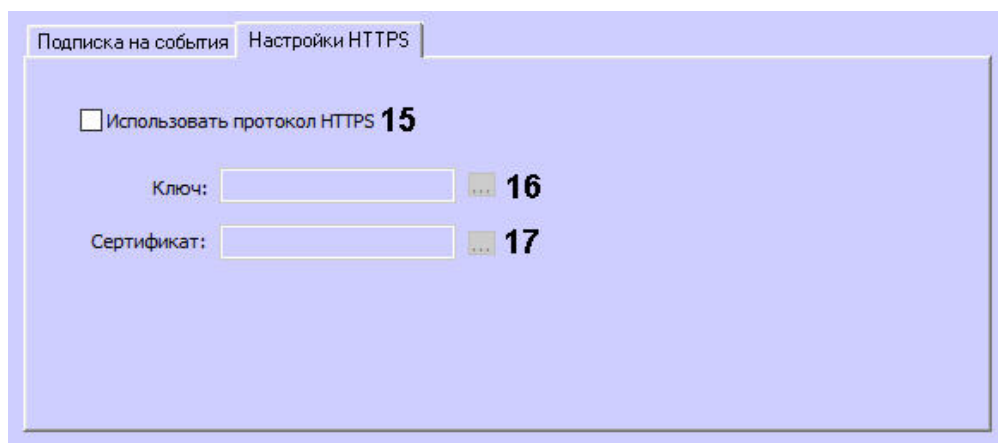 Подписка на события Настройки HTTPS
Использовать протокол HTTPS 15
Ключ: ... 16
Сертификат: ... 17